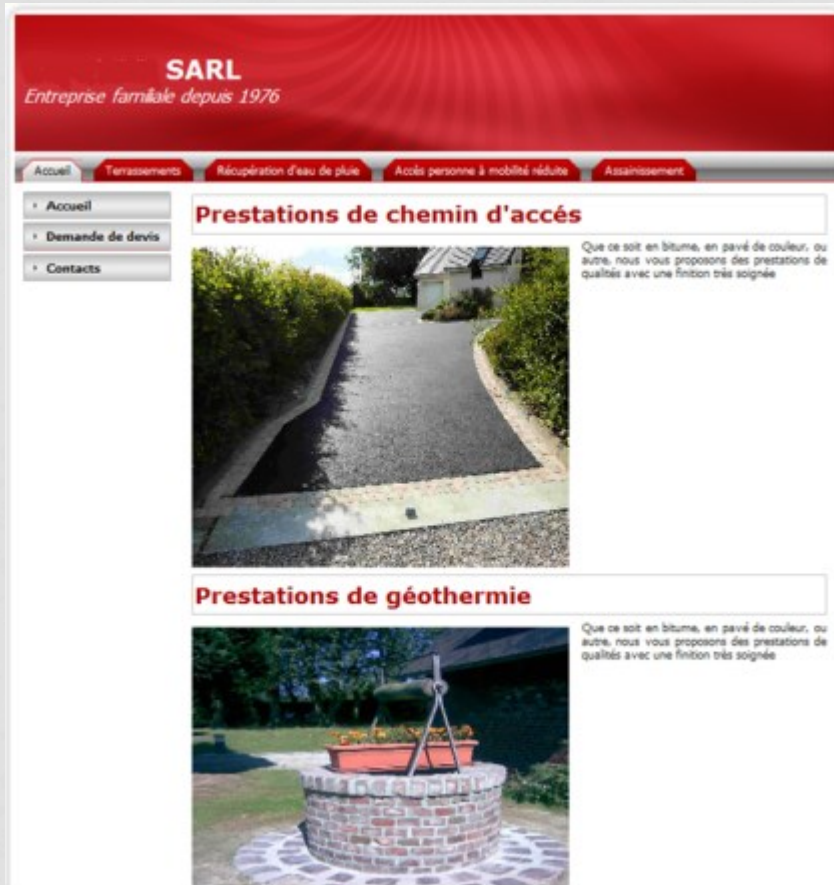 SARL
Entreprise familiale depuis 1976
Accueil
Terrassements
Récupération d'eau de pluie
Accès personne à mobilité réduite
Assainissement
Accueil
Demande de devis
Contacts
Prestations de chemin d'accés
Que ce soit en bitume, en pavé de couleur, ou
autre, nous vous proposons des prestations de
qualités avec une finition très soignée
Prestations de géothermie
Que ce soit en bitume, en pavé de couleur, ou
autre, nous vous proposons des prestations de
qualités avec une finition très soignée